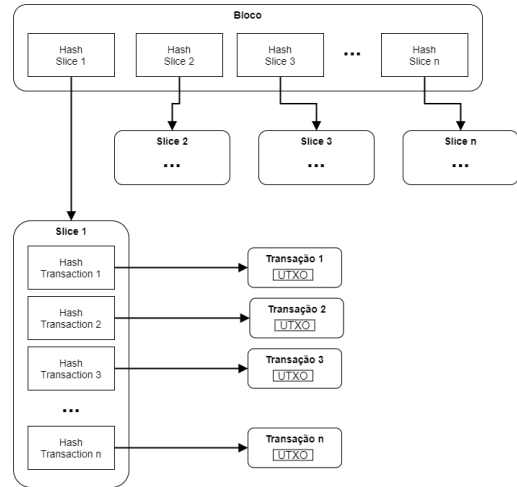 Bloco
Hash
Slice 1
Hash
Slice 2
Hash
Slice 3
...
Hash
Slice n
Slice 2
...
Slice 3
...
Slice n
...
Slice 1
Hash
Transaction 1
Transação 1
UTXO
Hash
Transaction 2
Transação 2
UTXO
Hash
Transaction 3
Transação 3
UTXO
...
Hash
Transaction n
Transação n
UTXO